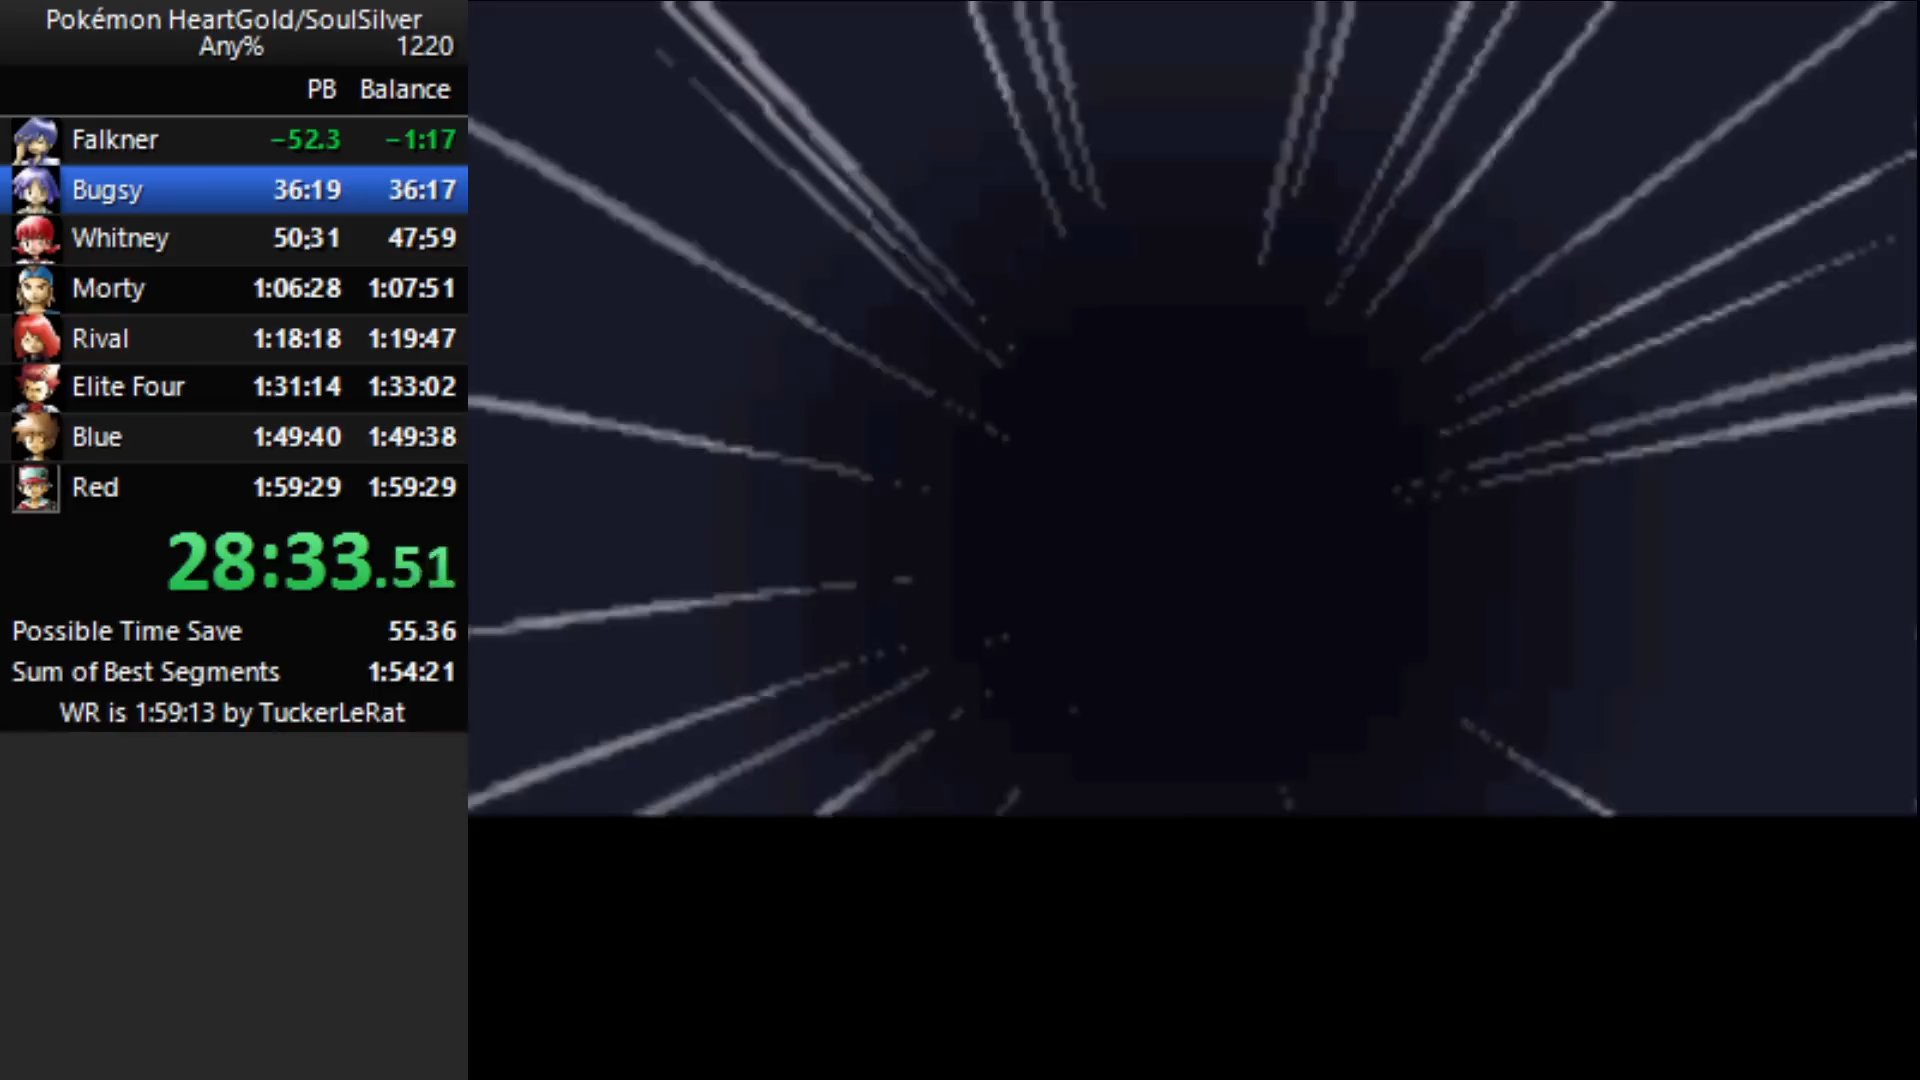 Pokémon HeartGold/SoulSilver
Any% 1220
PB Balance
Falkner -52.3 -1:17
Bugsy 36:19 36:17
Whitney 50:31 47:59
Morty 1:06:28 1:07:51
Rival 1:18:18 1:19:47
Elite Four 1:31:14 1:33:02
Blue 1:49:40 1:49:38
Red 1:59:29 1:59:29
28:33.51
Possible Time Save 55.36
Sum of Best Segments 1:54:21
WR is 1:59:13 by TuckerLeRat